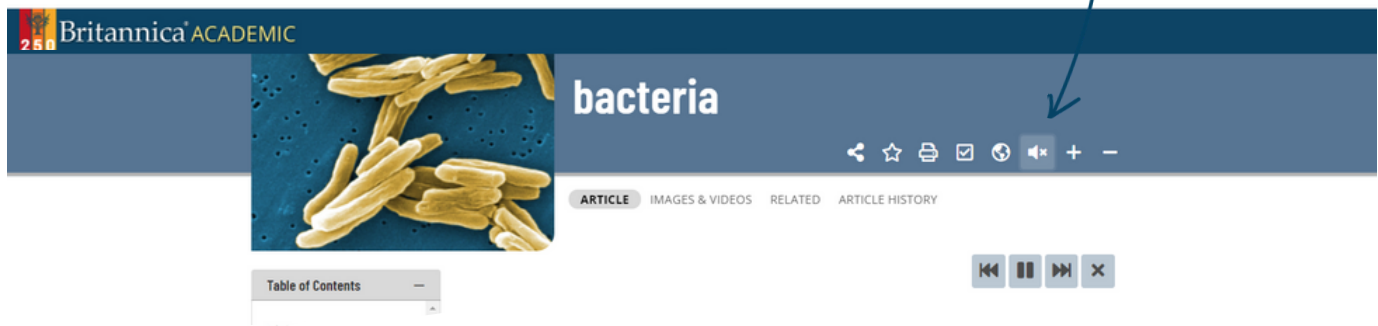 250 Britannica® ACADEMIC
bacteria
ARTICLE IMAGES & VIDEOS RELATED ARTICLE HISTORY
Table of Contents